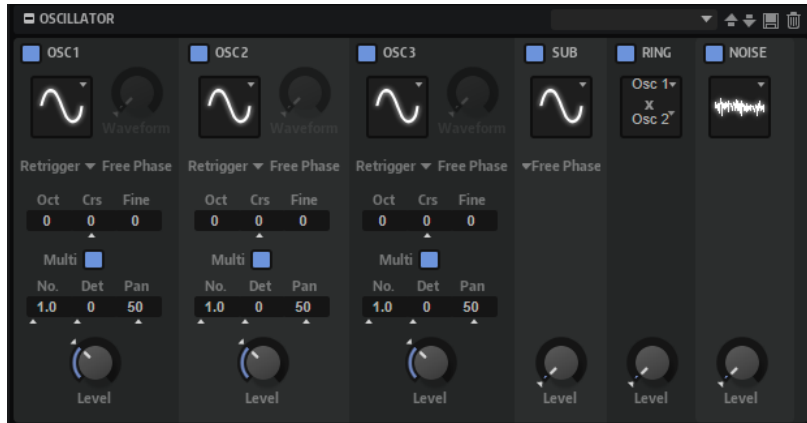 OSCILLATOR
OSC1 OSC2 OSC3 SUB RING NOISE
Waveform Waveform Waveform
Osc 1
x
Osc 2
Retrigger Free Phase Retrigger Free Phase Retrigger Free Phase Free Phase
Oct Crs Fine Oct Crs Fine Oct Crs Fine
0 0 0 0 0 0 0 0 0
Multi Multi Multi
No. Det Pan No. Det Pan No. Det Pan
1.0 0 50 1.0 0 50 1.0 0 50
Level Level Level Level Level Level